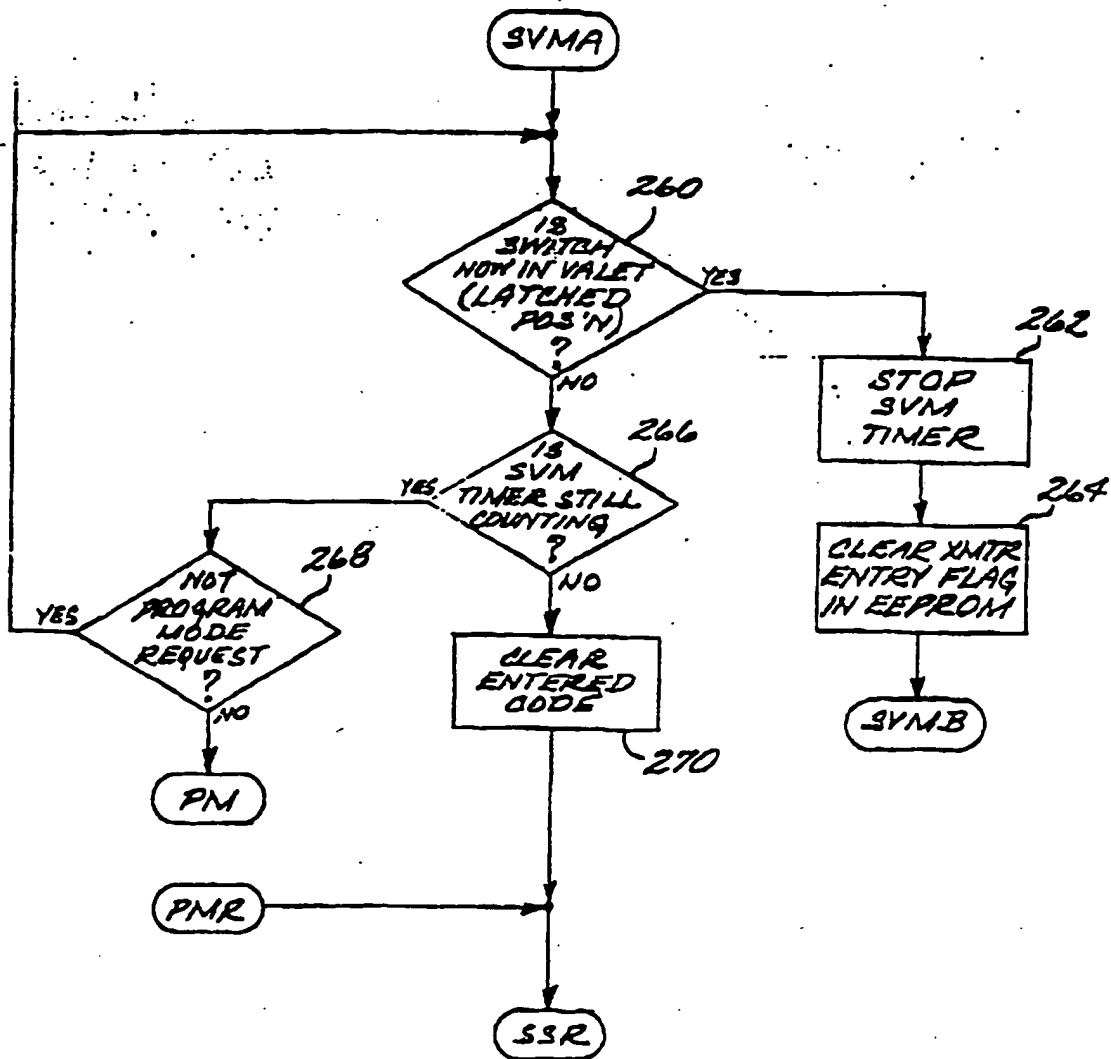 SVMA
260
IS
SWITCH
NOW IN VALET
(LATCHED
POS'N)
?
YES
NO
262
STOP
SVM
TIMER
266
IS
SVM
TIMER STILL
COUNTING
?
YES
NO
264
CLEAR XMTR
ENTRY FLAG
IN EEPROM
268
NOT
PROGRAM
MODE
REQUEST
?
YES
NO
CLEAR
ENTERED
CODE
270
SVMB
PM
PMR
SSR